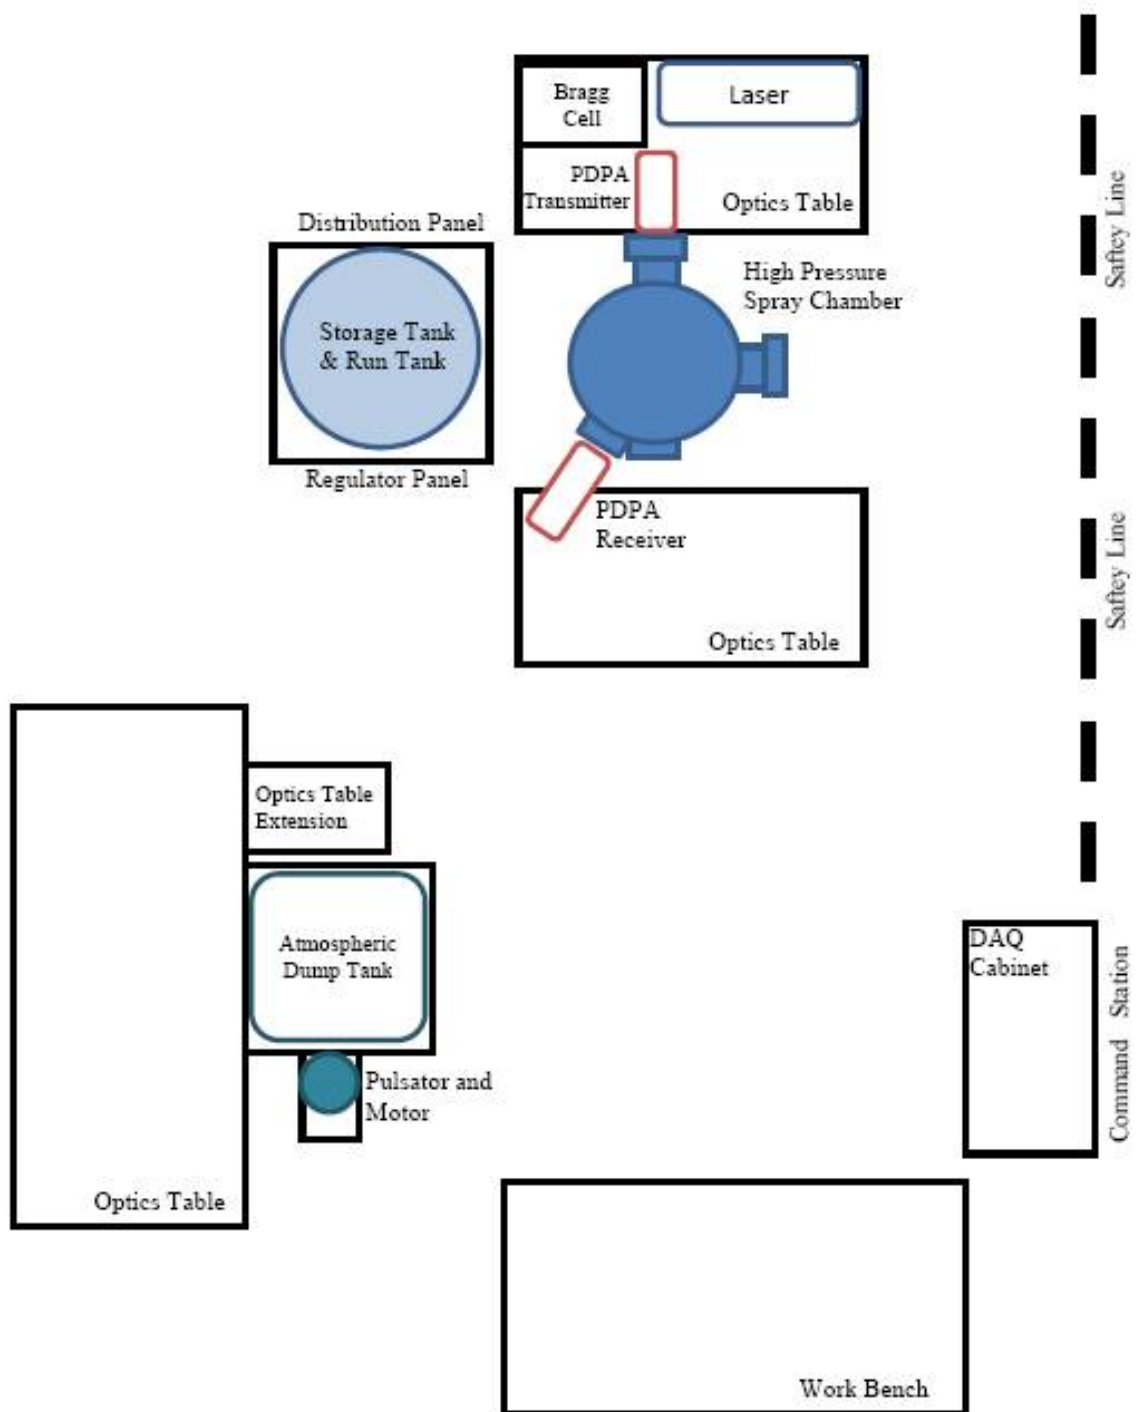 Bragg
Cell
Laser
PDPA
Transmitter
Optics Table
Saftey Line
Distribution Panel
High Pressure
Spray Chamber
Storage Tank
& Run Tank
Regulator Panel
PDPA
Receiver
Optics Table
Saftey Line
Optics Table
Extension
Atmospheric
Dump Tank
DAQ
Cabinet
Command Station
Pulsator and
Motor
Optics Table
Work Bench